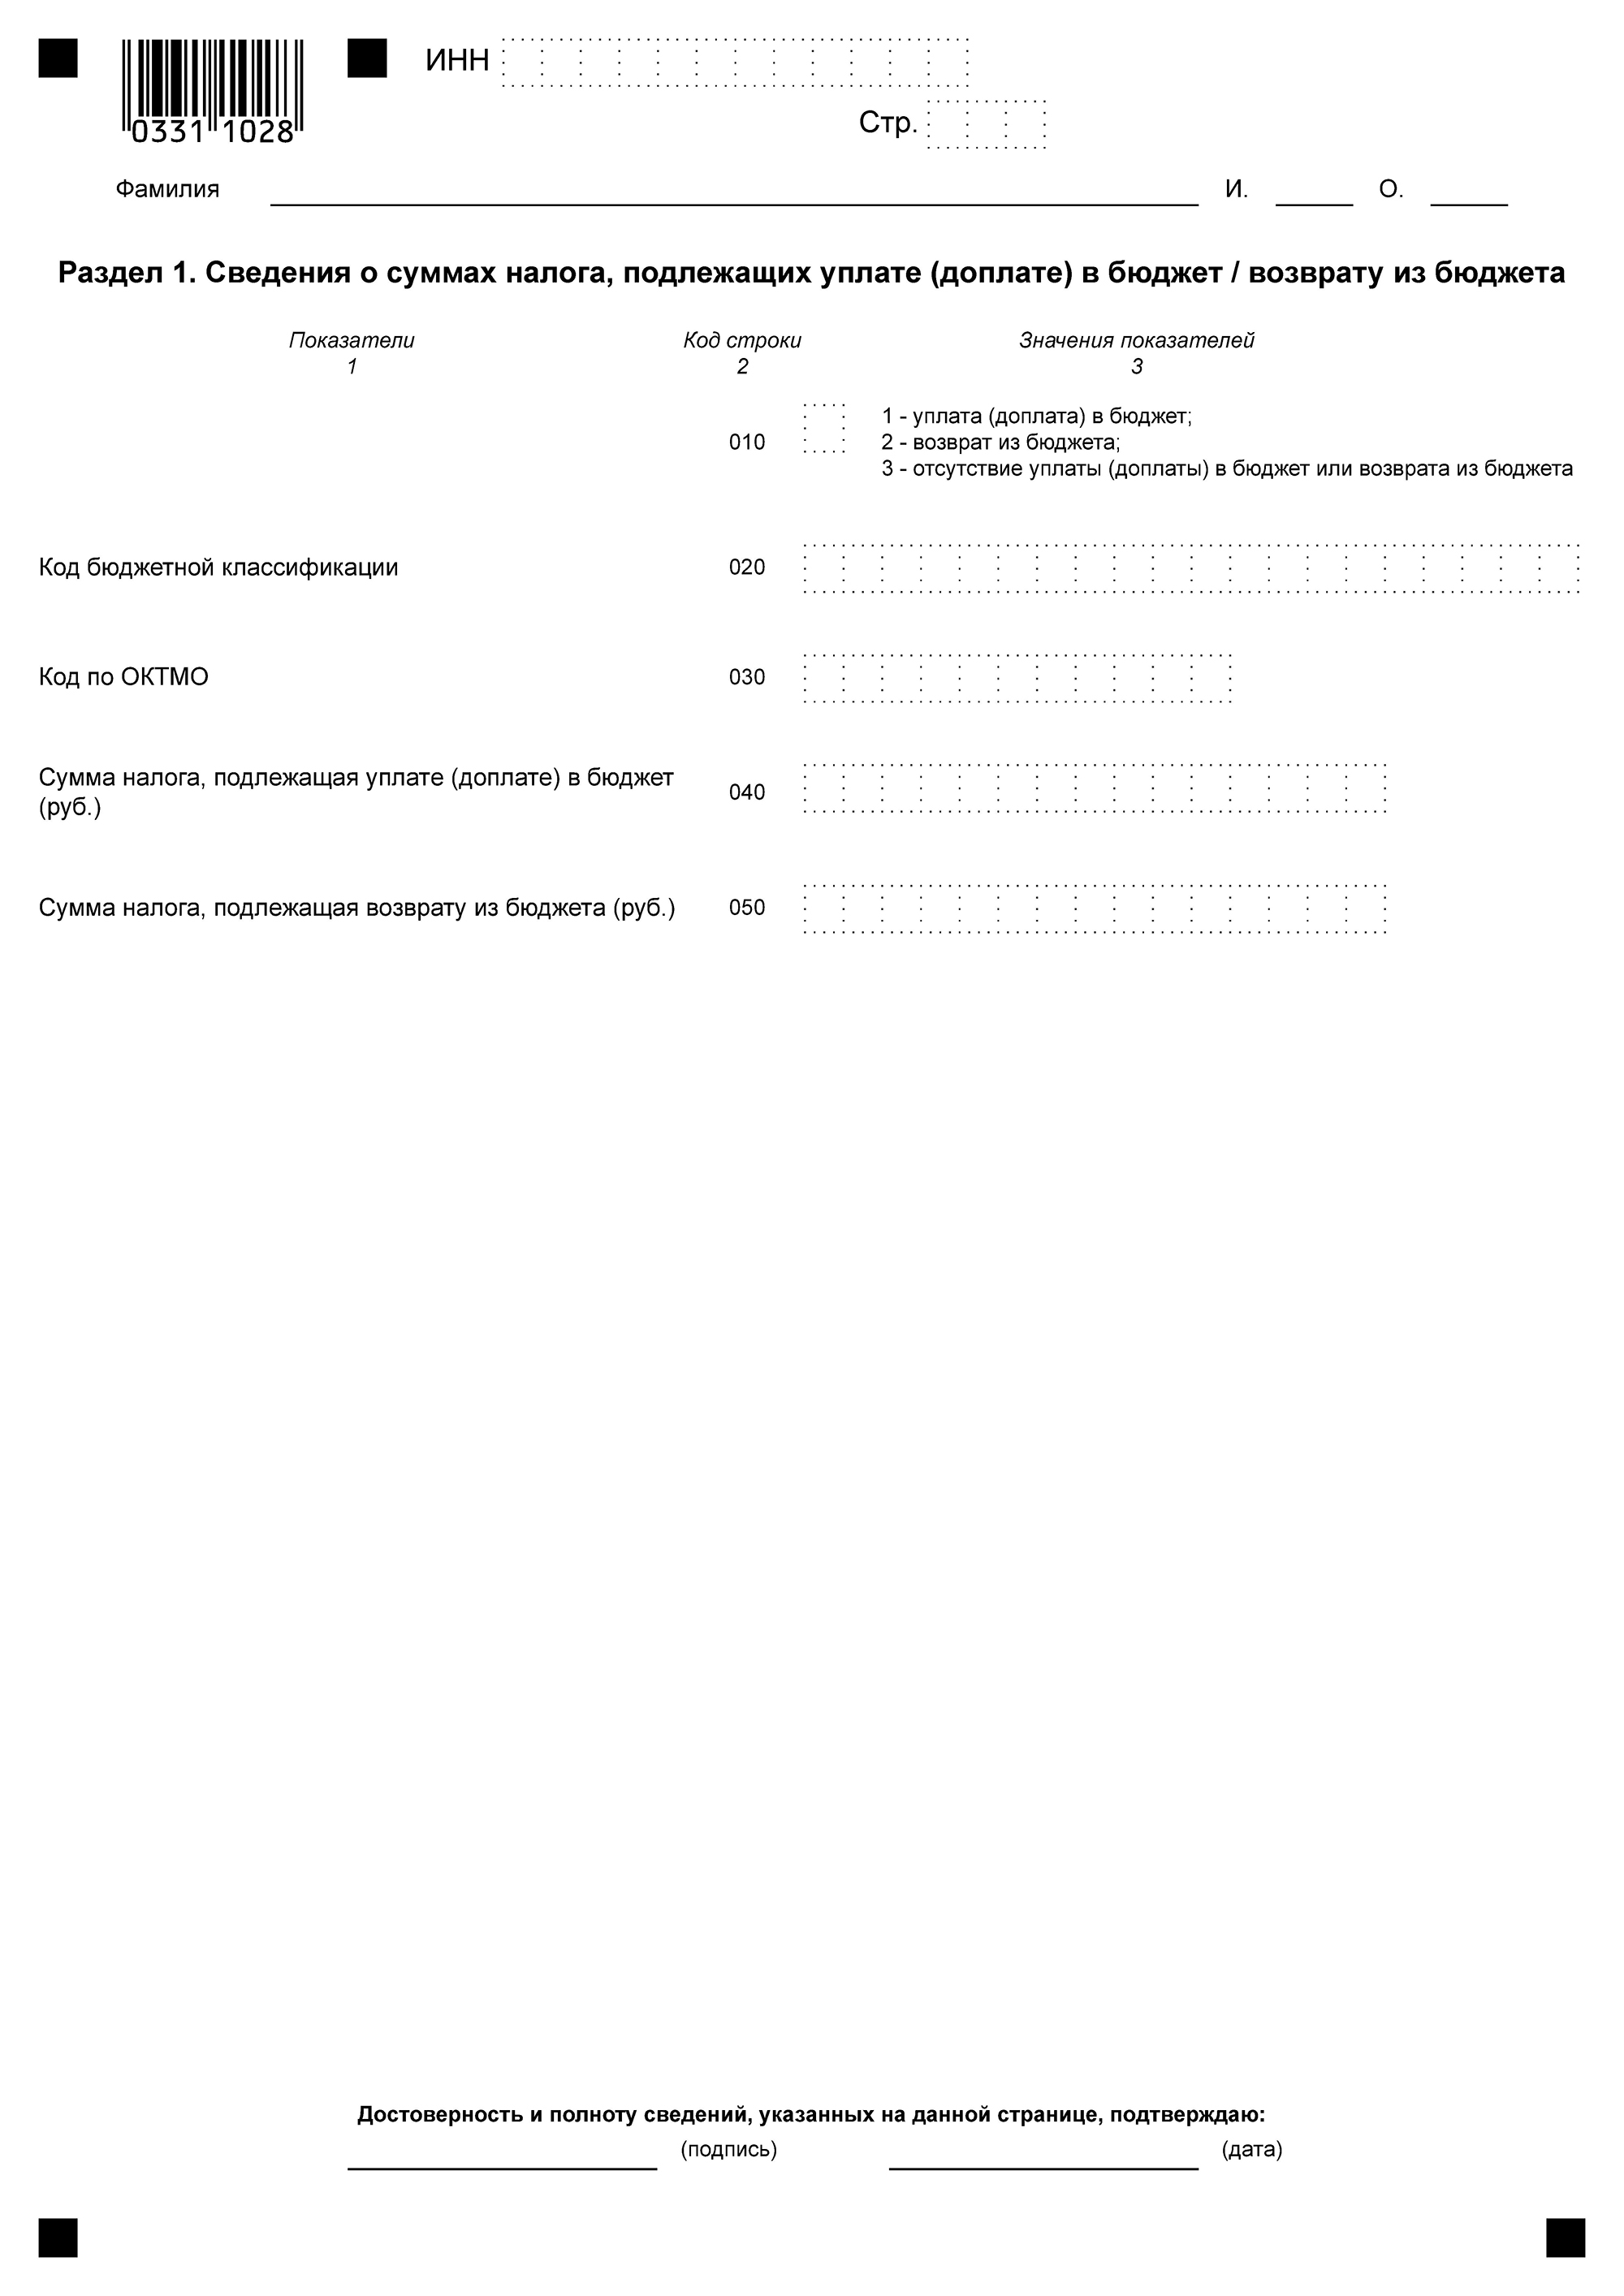 ИНН
0331 1028
Стр.
Фамилия И. О.
Раздел 1. Сведения о суммах налога, подлежащих уплате (доплате) в бюджет / возврату из бюджета
Показатели Код строки Значения показателей
1 2 3
1 - уплата (доплата) в бюджет;
010 2 - возврат из бюджета;
3 - отсутствие уплаты (доплаты) в бюджет или возврата из бюджета
Код бюджетной классификации 020
Код по ОКТМО 030
Сумма налога, подлежащая уплате (доплате) в бюджет
(руб.) 040
Сумма налога, подлежащая возврату из бюджета (руб.) 050
Достоверность и полноту сведений, указанных на данной странице, подтверждаю:
(подпись) (дата)